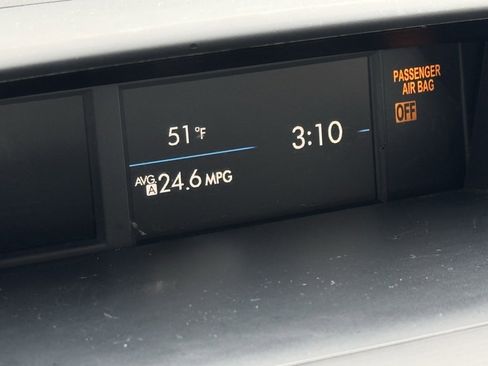 51°F
3:10
AVG.
A 24.6 MPG
PASSENGER
AIR BAG
OFF